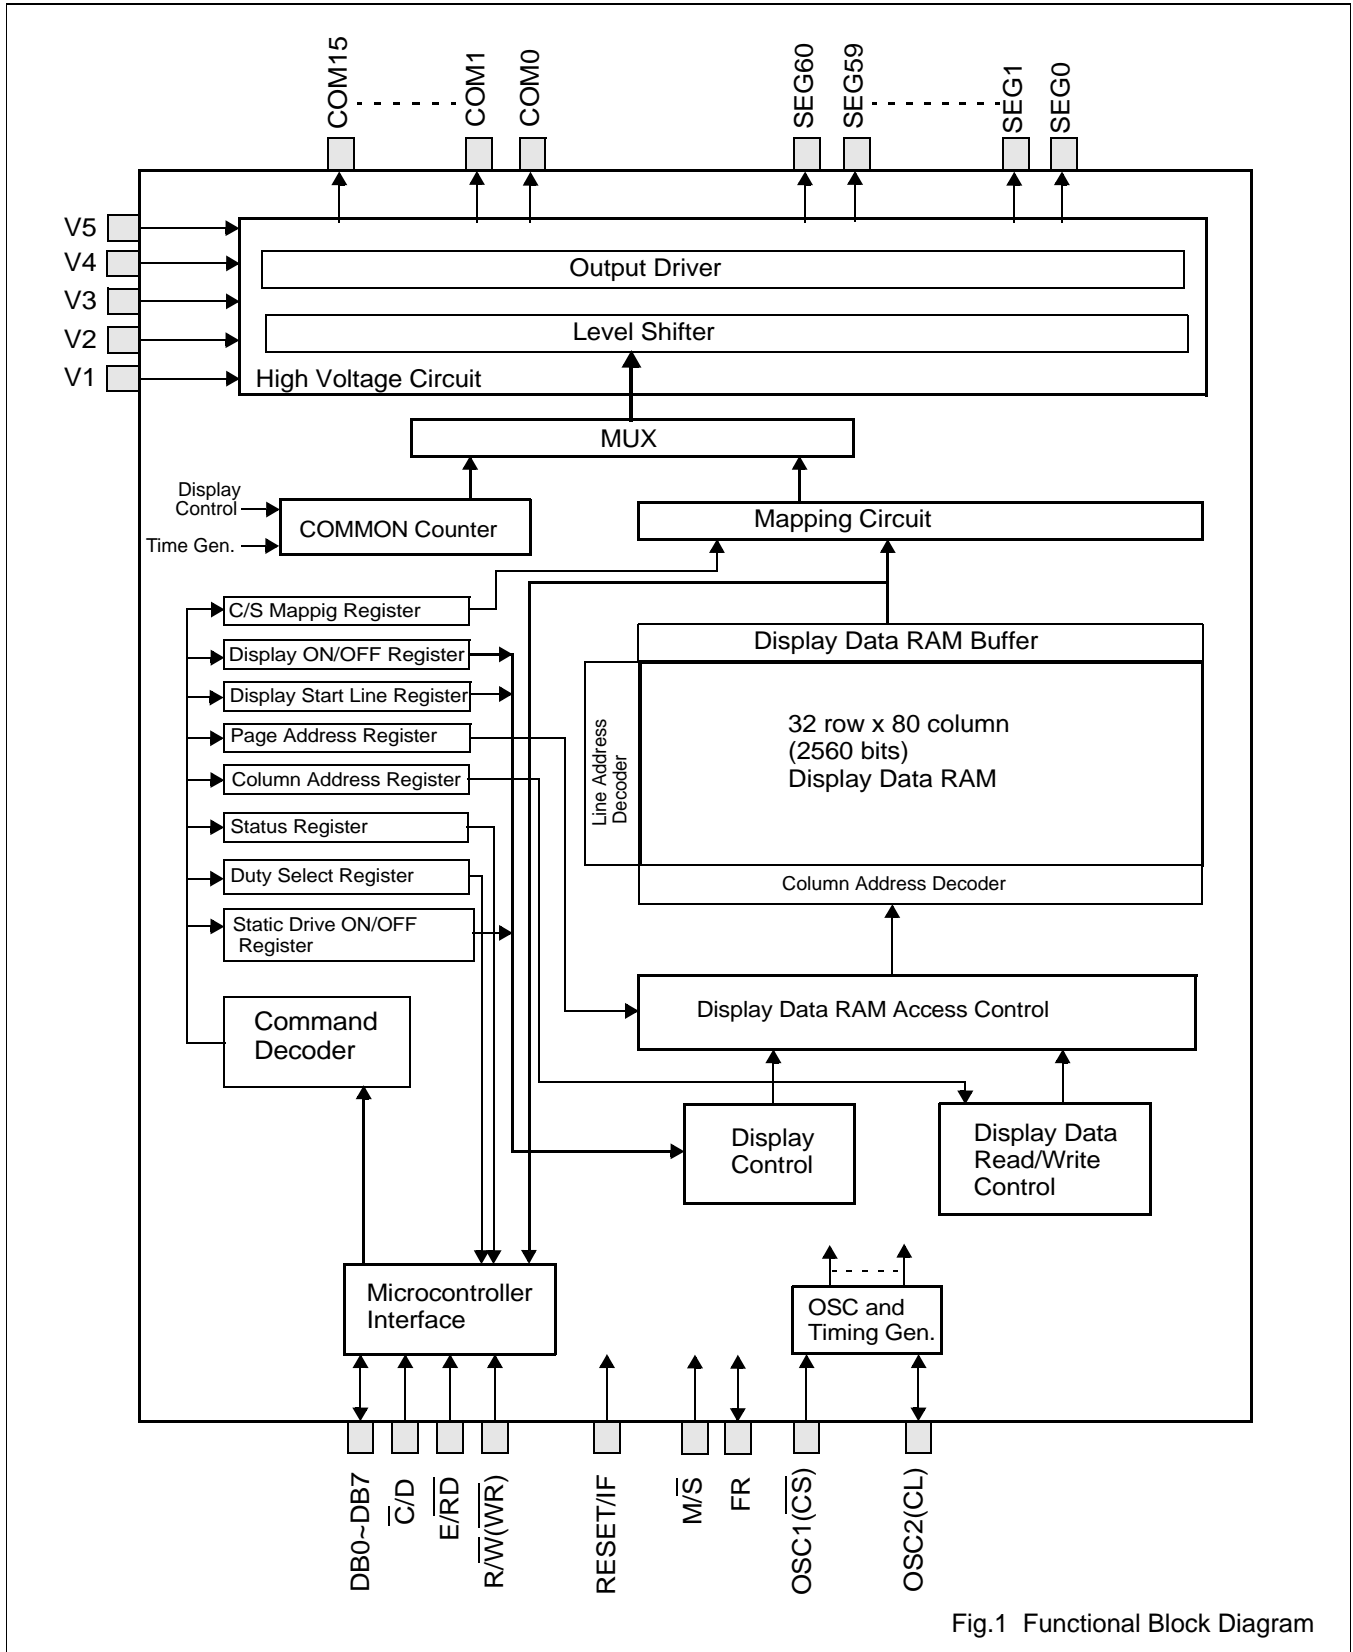 COM15
COM1
COM0
SEG60
SEG59
SEG1
SEG0
V5
V4
V3
V2
V1
Output Driver
Level Shifter
High Voltage Circuit
MUX
Display
Control
Time Gen.
COMMON Counter
Mapping Circuit
C/S Mappig Register
Display ON/OFF Register
Display Start Line Register
Page Address Register
Column Address Register
Status Register
Duty Select Register
Static Drive ON/OFF
Register
Display Data RAM Buffer
Line Address
Decoder
32 row x 80 column
(2560 bits)
Display Data RAM
Column Address Decoder
Display Data RAM Access Control
Command
Decoder
Display
Control
Display Data
Read/Write
Control
Microcontroller
Interface
OSC and
Timing Gen.
DB0~DB7
C̅/D
E/R̅D̅
R/W̅(W̅R̅)
RESET/IF
M/S̅
FR
OSC1(C̅S̅)
OSC2(CL)
Fig.1 Functional Block Diagram